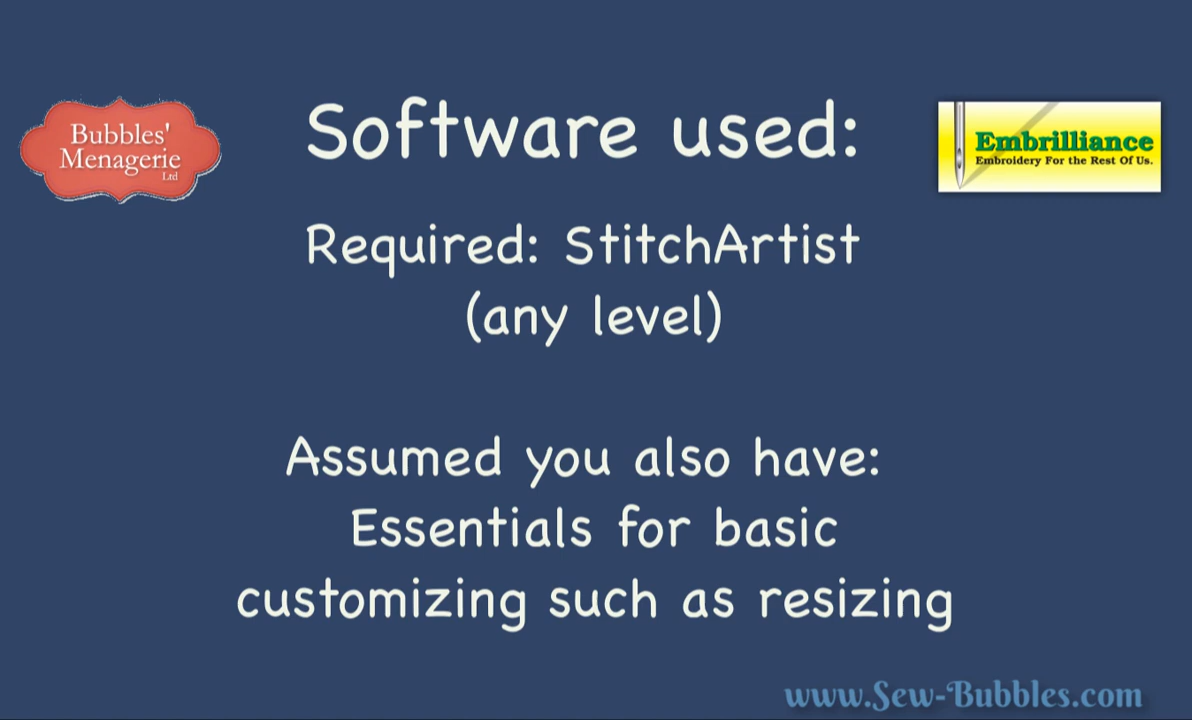 Bubbles'
Menagerie
Ltd
Software used:
Embrilliance
Embroidery For the Rest Of Us.
Required: StitchArtist
(any level)
Assumed you also have:
Essentials for basic
customizing such as resizing
www.Sew-Bubbles.com